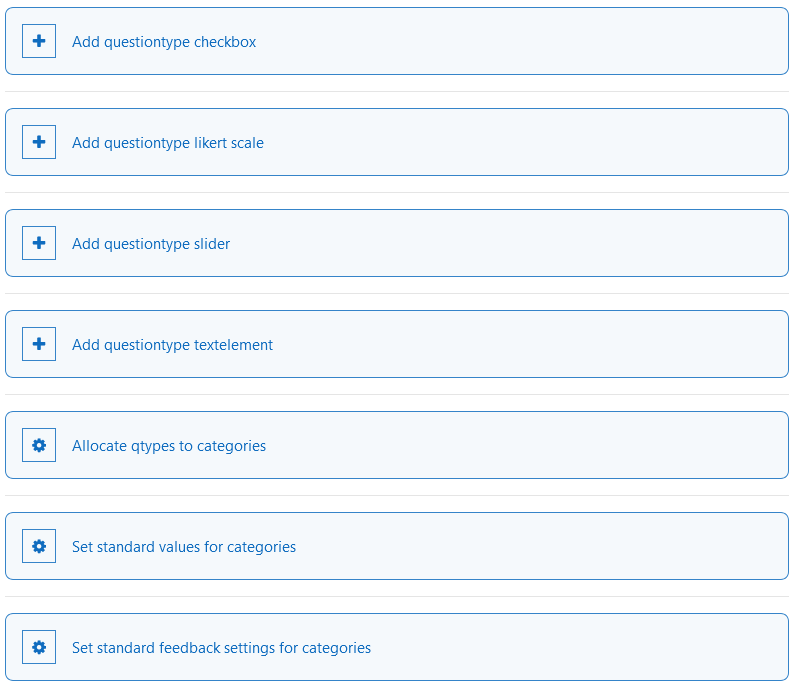 Add questiontype checkbox
Add questiontype likert scale
Add questiontype slider
Add questiontype textelement
Allocate qtypes to categories
Set standard values for categories
Set standard feedback settings for categories